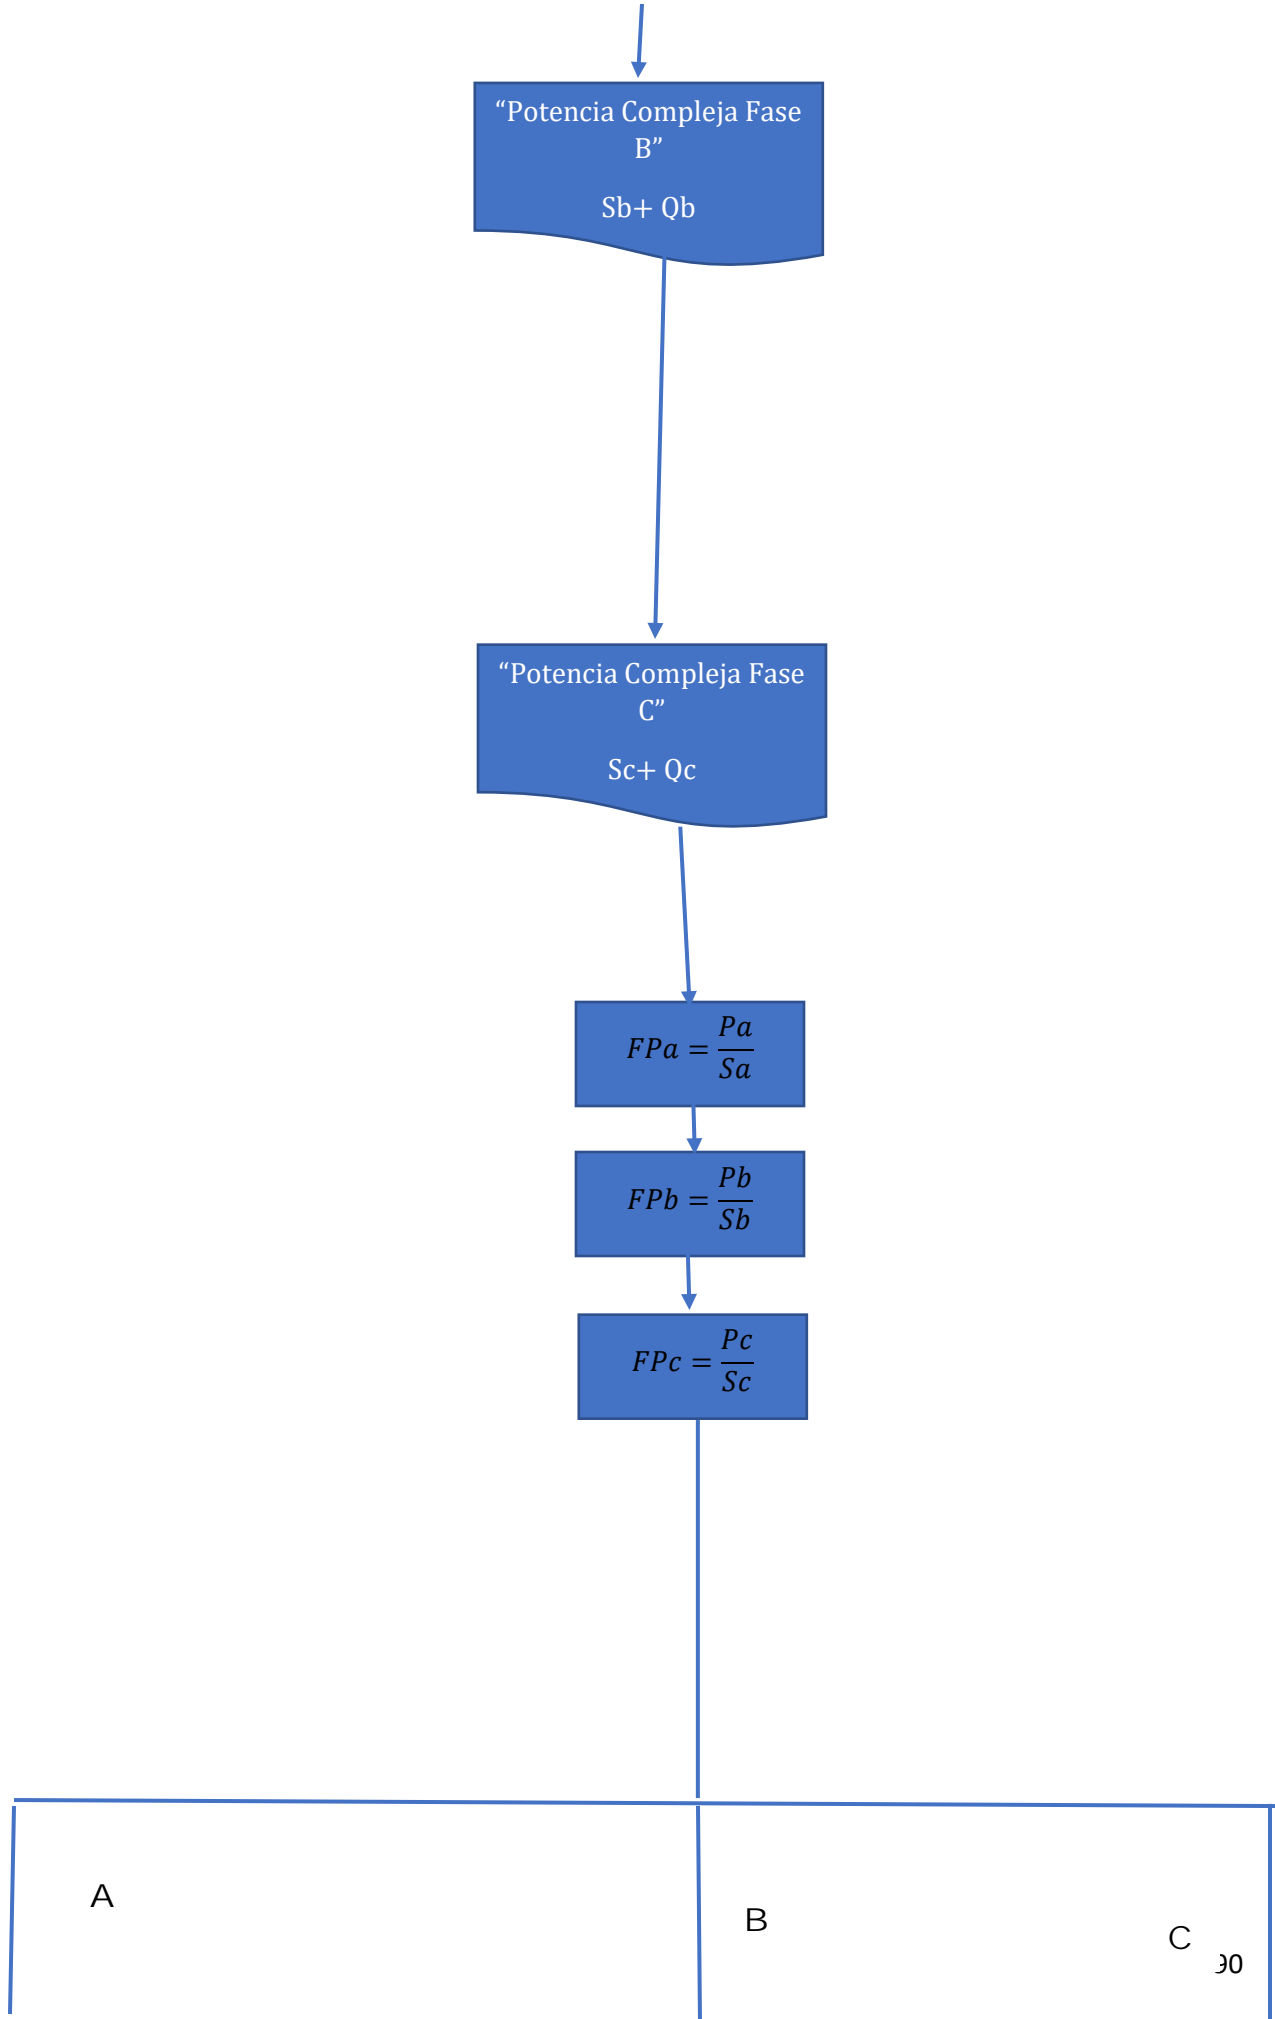 “Potencia Compleja Fase
B”
Sb+ Qb
“Potencia Compleja Fase
C”
Sc+ Qc
FPa = Pa/Sa
FPb = Pb/Sb
FPc = Pc/Sc
A
B
C